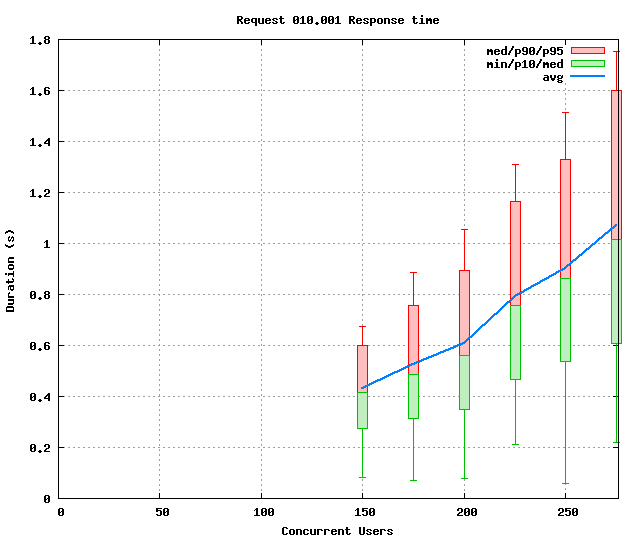 Request 010.001 Response time
med/p90/p95
min/p10/med
avg
1.8
1.6
1.4
1.2
1
0.8
0.6
0.4
0.2
0
Duration (s)
0 50 100 150 200 250
Concurrent Users